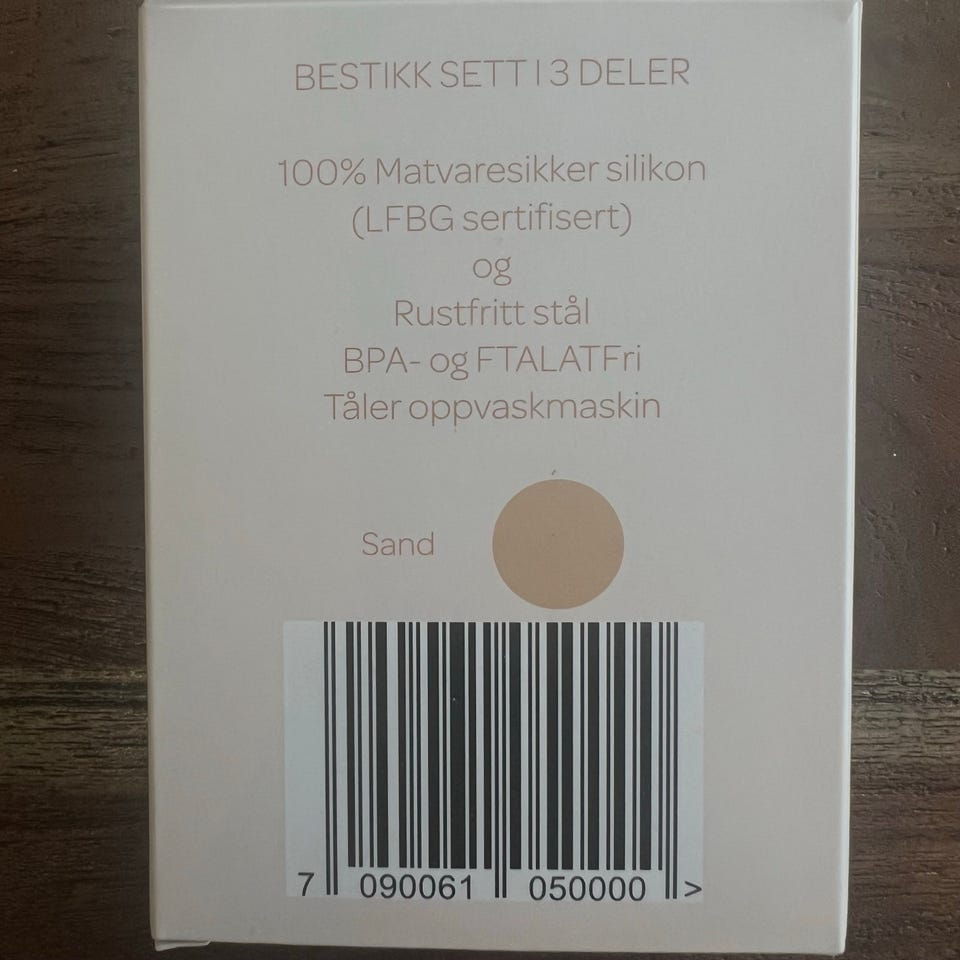 BESTIKK SETT I 3 DELER
100% Matvaresikker silikon
(LFBG sertifisert)
og
Rustfritt stål
BPA- og FTALATFri
Tåler oppvaskmaskin
Sand
7 090061 050000 >